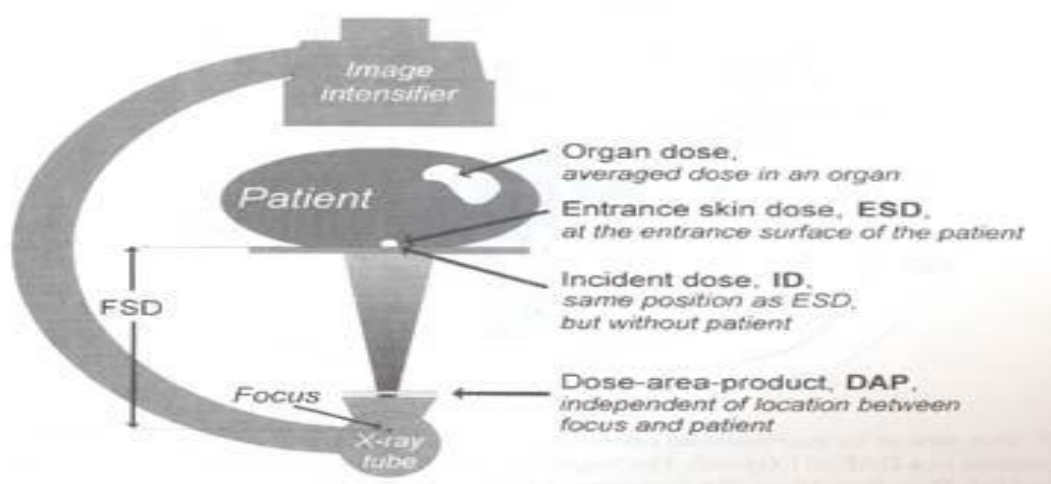 Image
intensifier
Patient
Organ dose,
averaged dose in an organ
Entrance skin dose, ESD,
at the entrance surface of the patient
Incident dose, ID,
same position as ESD,
but without patient
FSD
Focus
X-ray
tube
Dose-area-product, DAP,
independent of location between
focus and patient